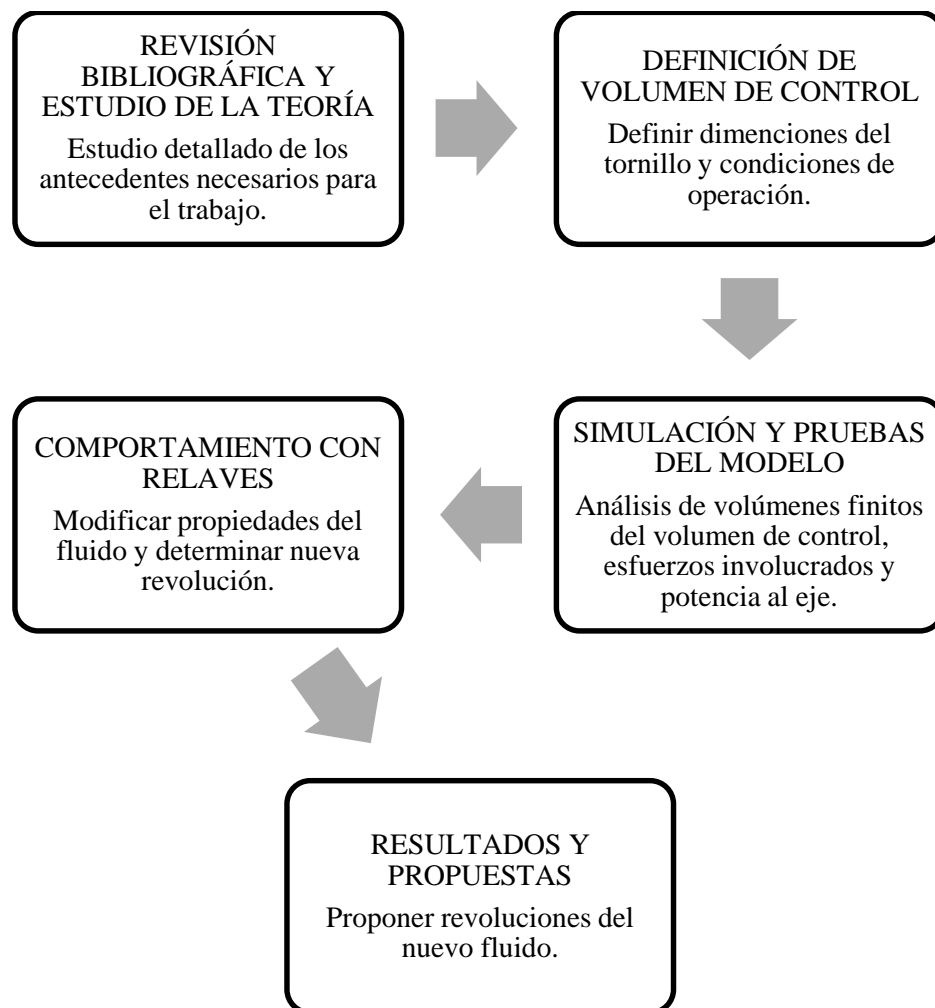 REVISIÓN
BIBLIOGRÁFICA Y
ESTUDIO DE LA TEORÍA
Estudio detallado de los
antecedentes necesarios para
el trabajo.
DEFINICIÓN DE
VOLUMEN DE CONTROL
Definir dimenciones del
tornillo y condiciones de
operación.
SIMULACIÓN Y PRUEBAS
DEL MODELO
Análisis de volúmenes finitos
del volumen de control,
esfuerzos involucrados y
potencia al eje.
COMPORTAMIENTO CON
RELAVES
Modificar propiedades del
fluido y determinar nueva
revolución.
RESULTADOS Y
PROPUESTAS
Proponer revoluciones del
nuevo fluido.